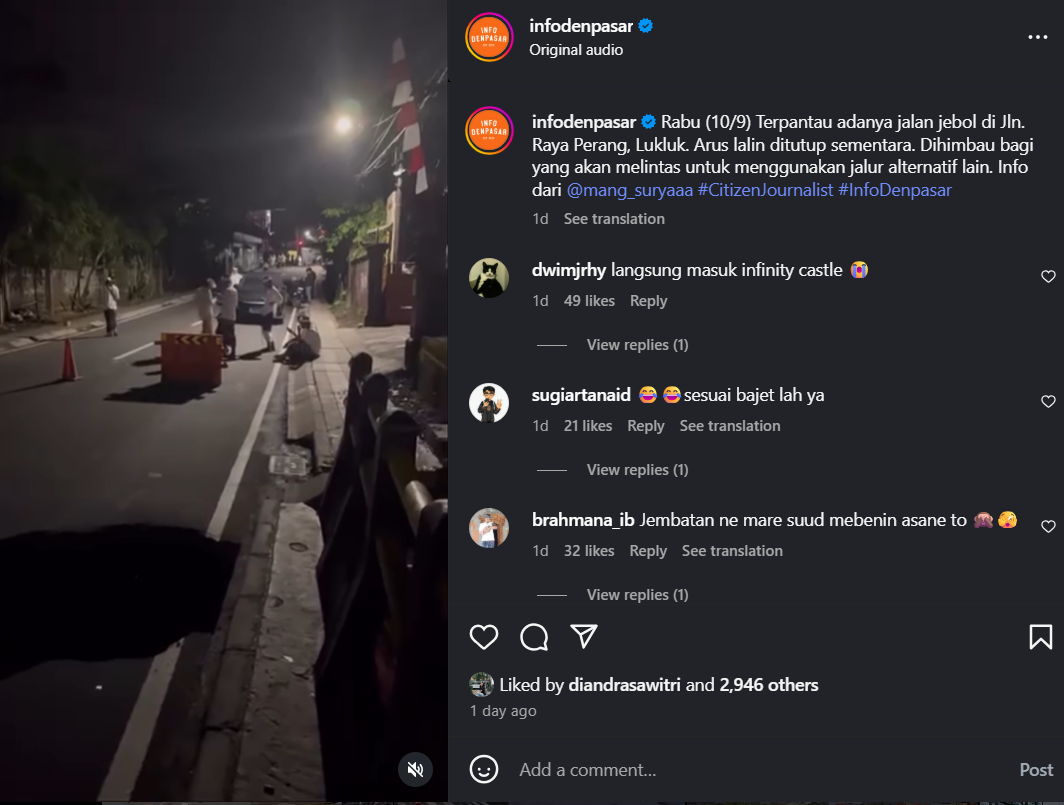 INFO
DENPASAR
infodenpasar
Original audio
INFO
DENPASAR
infodenpasar Rabu (10/9) Terpantau adanya jalan jebol di Jln.
Raya Perang, Lukluk. Arus lalin ditutup sementara. Dihimbau bagi
yang akan melintas untuk menggunakan jalur alternatif lain. Info
dari @mang_suryaaa #CitizenJournalist #InfoDenpasar
1d See translation
dwimjrhy langsung masuk infinity castle 😭
1d 49 likes Reply
View replies (1)
sugiartanaid 😂😂sesuai bajet lah ya
1d 21 likes Reply See translation
View replies (1)
brahmana_ib Jembatan ne mare suud mebenin asane to 🙈🫣
1d 32 likes Reply See translation
View replies (1)
Liked by diandrasawitri and 2,946 others
1 day ago
Add a comment...
Post